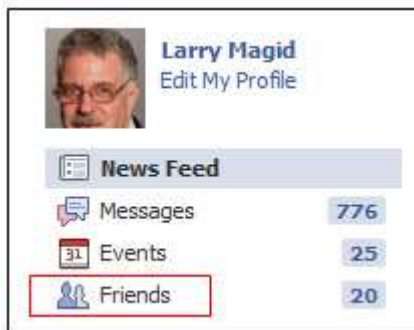 Larry Magid
Edit My Profile
News Feed
Messages 776
31 Events 25
Friends 20